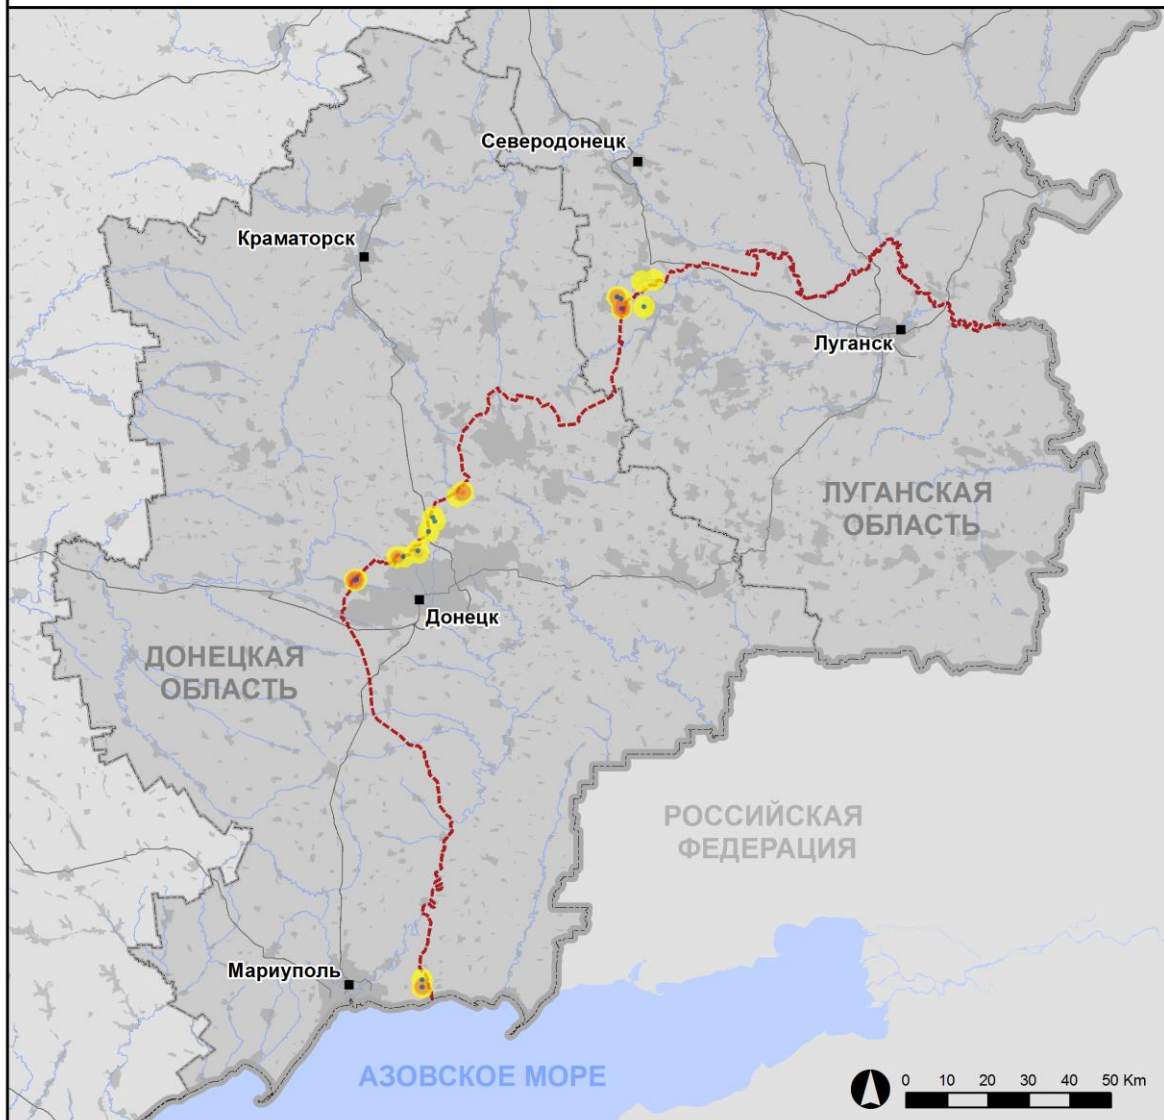 Северодонецк
Краматорск
Луганск
ЛУГАНСКАЯ
ОБЛАСТЬ
Донецк
ДОНЕЦКАЯ
ОБЛАСТЬ
РОССИЙСКАЯ
ФЕДЕРАЦИЯ
Мариуполь
АЗОВСКОЕ МОРЕ
0 10 20 30 40 50 Km